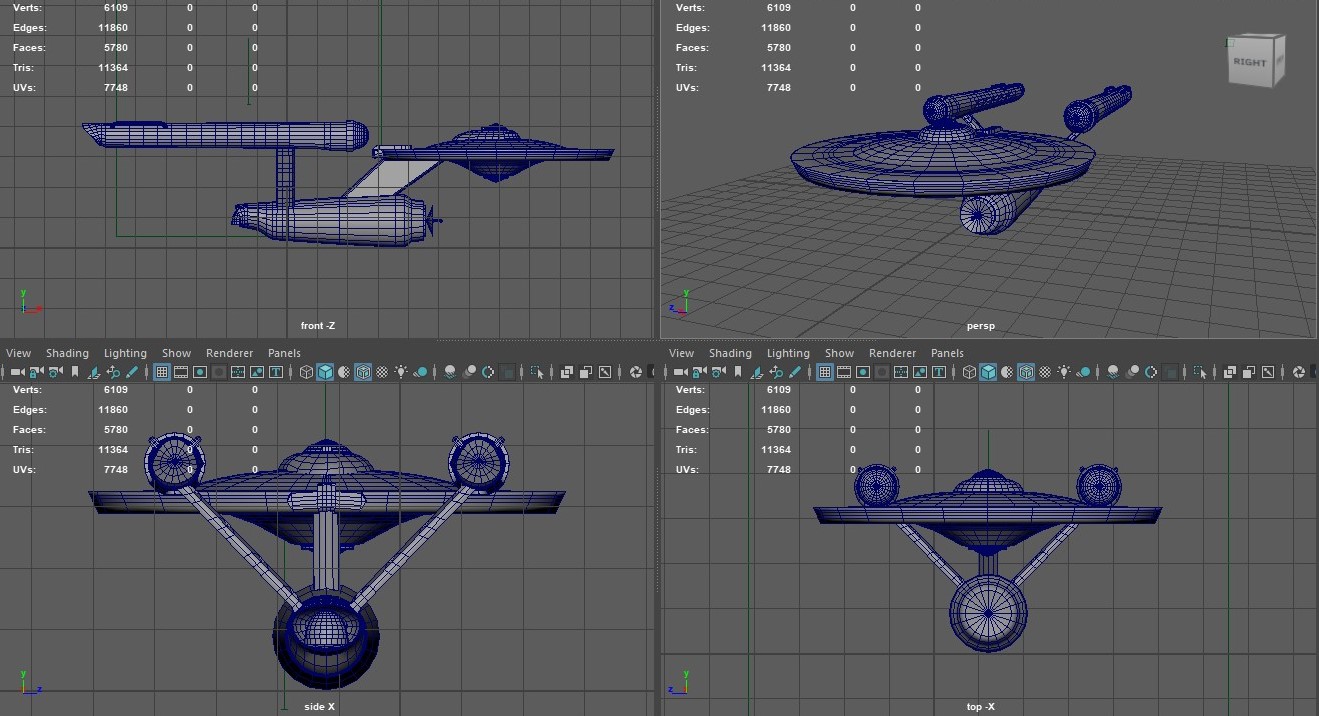 Verts: 6109 0 0
Edges: 11860 0 0
Faces: 5780 0 0
Tris: 11364 0 0
UVs: 7748 0 0
y
front -Z
Verts: 6109 0 0
Edges: 11860 0 0
Faces: 5780 0 0
Tris: 11364 0 0
UVs: 7748 0 0
RIGHT
y
z
persp
View Shading Lighting Show Renderer Panels
Verts: 6109 0 0
Edges: 11860 0 0
Faces: 5780 0 0
Tris: 11364 0 0
UVs: 7748 0 0
y
z
side X
View Shading Lighting Show Renderer Panels
Verts: 6109 0 0
Edges: 11860 0 0
Faces: 5780 0 0
Tris: 11364 0 0
UVs: 7748 0 0
y
z
top -X